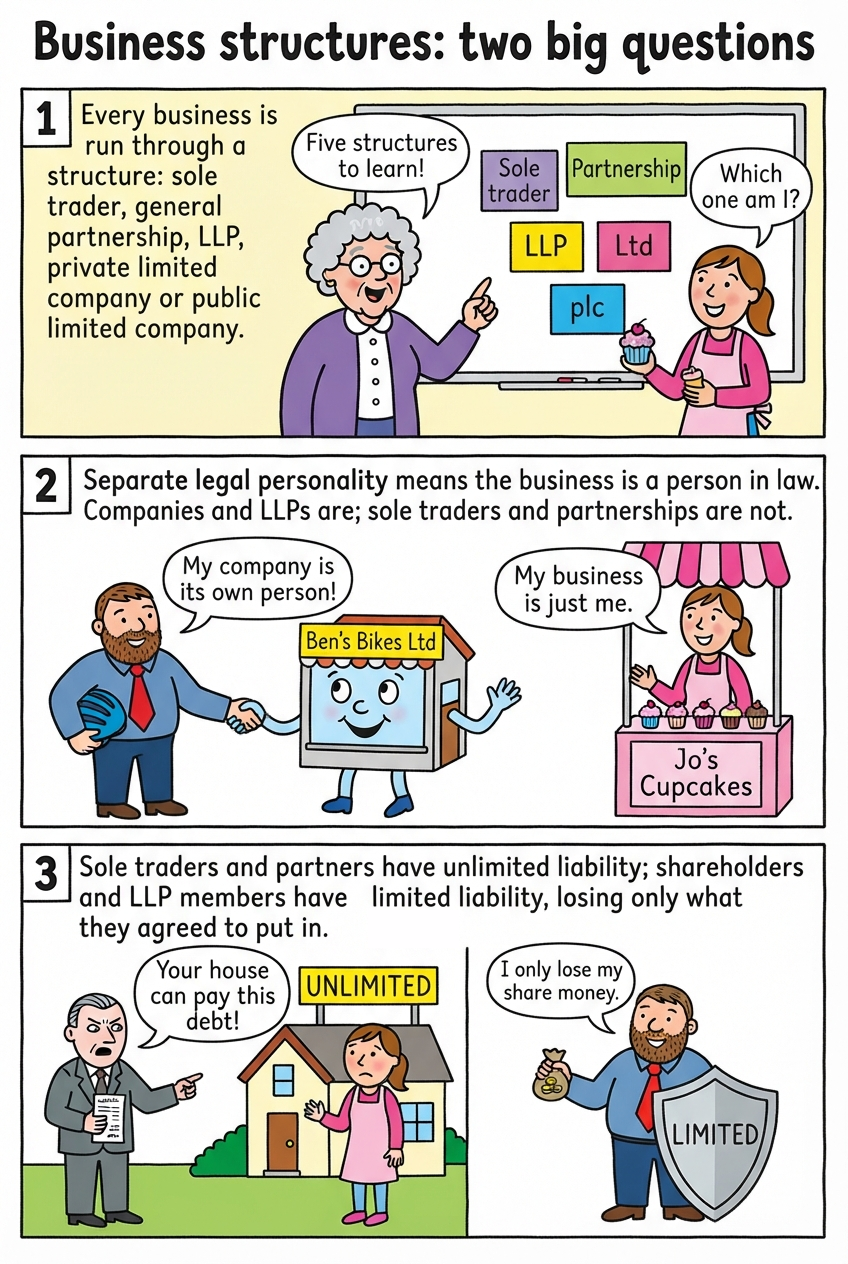 Business structures: two big questions
1
Every business is
run through a
structure: sole
trader, general
partnership, LLP,
private limited
company or public
limited company.
Five structures
to learn!
Sole
trader
Partnership
LLP
Ltd
plc
Which
one am I?
2
Separate legal personality means the business is a person in law.
Companies and LLPs are; sole traders and partnerships are not.
My company is
its own person!
Ben's Bikes Ltd
My business
is just me.
Jo's
Cupcakes
3
Sole traders and partners have unlimited liability; shareholders
and LLP members have limited liability, losing only what
they agreed to put in.
Your house
can pay this
debt!
UNLIMITED
I only lose my
share money.
LIMITED